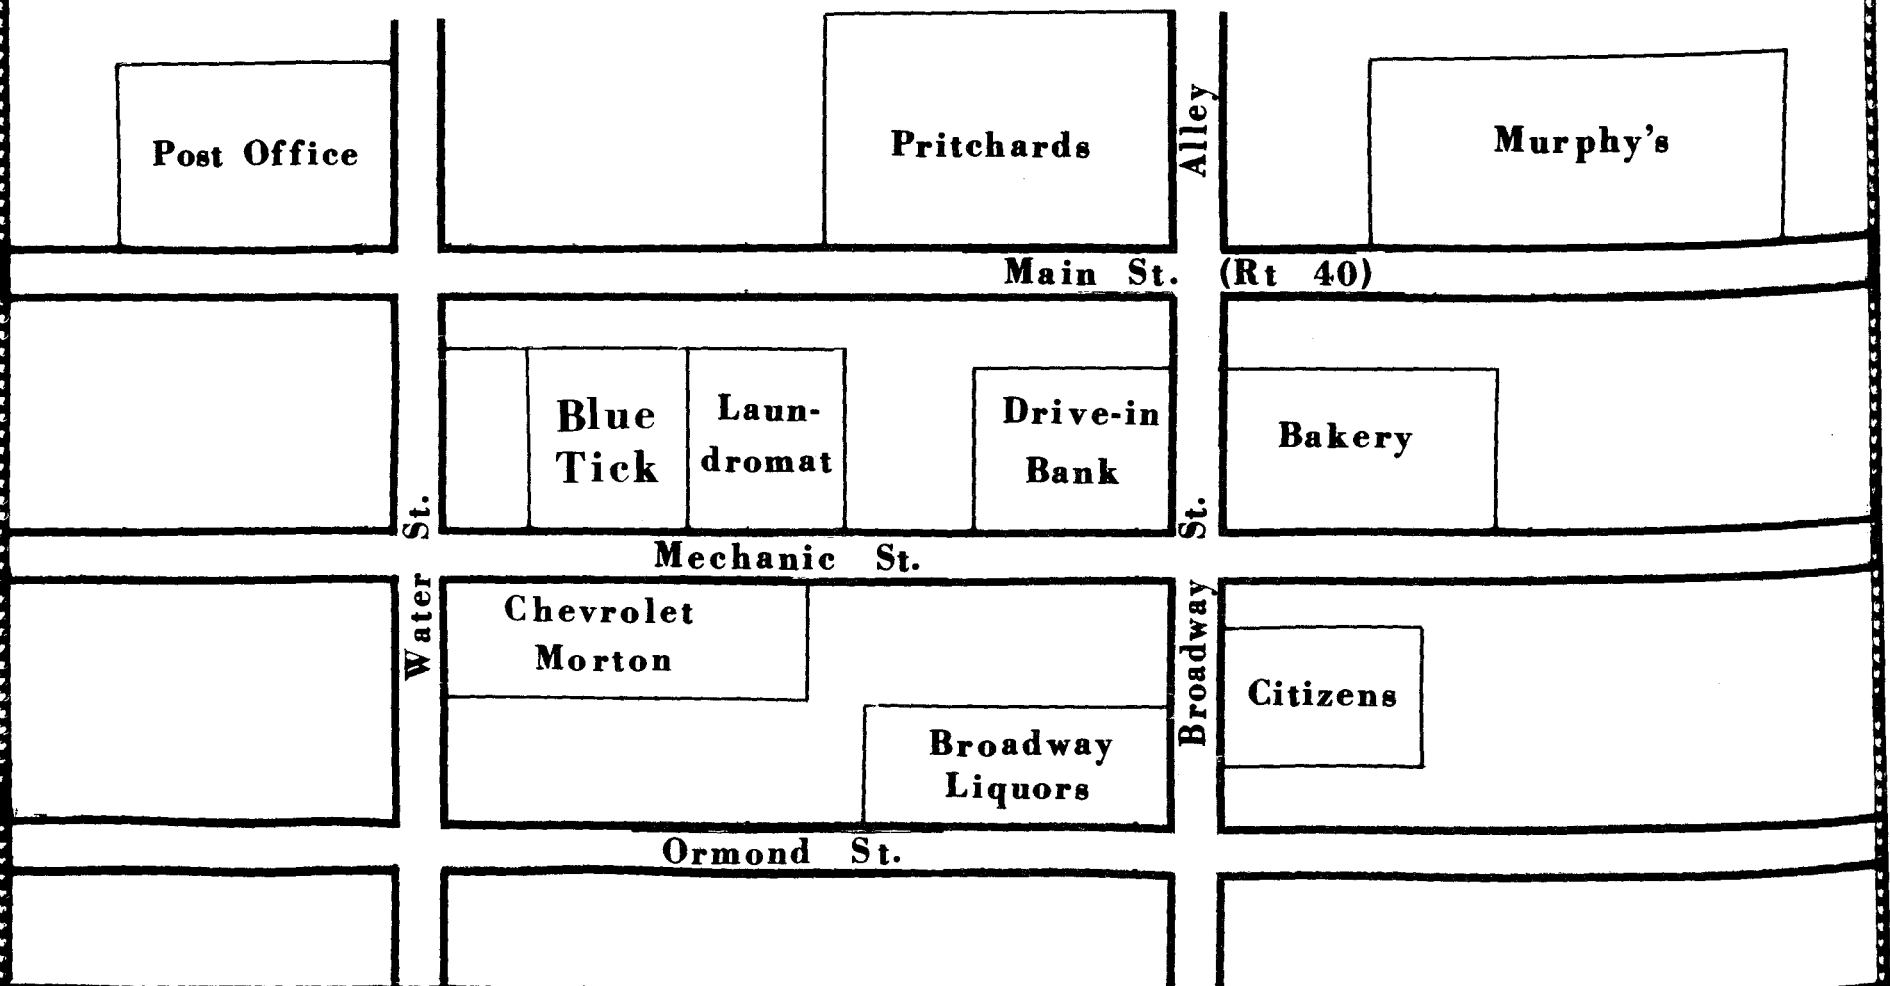 Post Office
Pritchards
Alley
Murphy's
Main St. (Rt 40)
Blue
Tick
Laun-
dromat
Drive-in
Bank
Bakery
Water St.
Mechanic St.
Broadway St.
Chevrolet
Morton
Citizens
Broadway
Liquors
Ormond St.